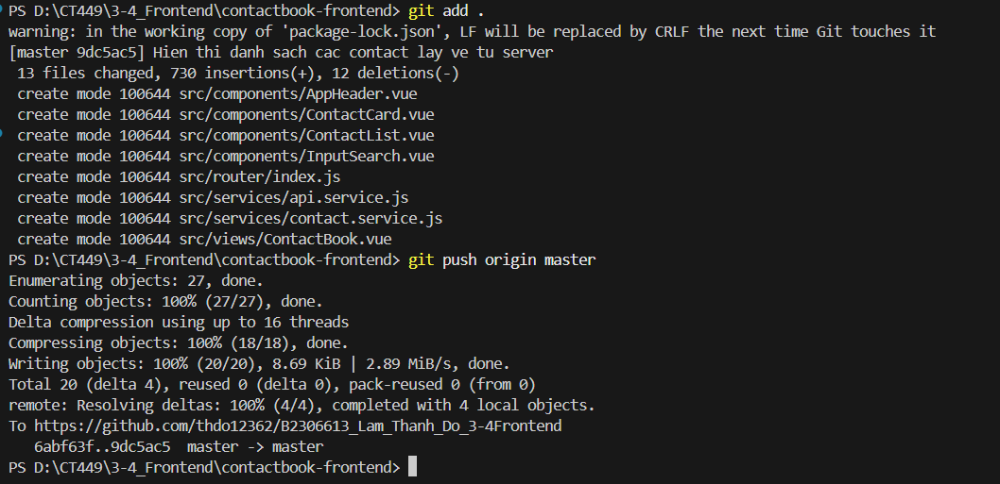 PS D:\CT449\3-4_Frontend\contactbook-frontend> git add .
warning: in the working copy of 'package-lock.json', LF will be replaced by CRLF the next time Git touches it
[master 9dc5ac5] Hien thi danh sach cac contact lay ve tu server
 13 files changed, 730 insertions(+), 12 deletions(-)
 create mode 100644 src/components/AppHeader.vue
 create mode 100644 src/components/ContactCard.vue
 create mode 100644 src/components/ContactList.vue
 create mode 100644 src/components/InputSearch.vue
 create mode 100644 src/router/index.js
 create mode 100644 src/services/api.service.js
 create mode 100644 src/services/contact.service.js
 create mode 100644 src/views/ContactBook.vue
PS D:\CT449\3-4_Frontend\contactbook-frontend> git push origin master
Enumerating objects: 27, done.
Counting objects: 100% (27/27), done.
Delta compression using up to 16 threads
Compressing objects: 100% (18/18), done.
Writing objects: 100% (20/20), 8.69 KiB | 2.89 MiB/s, done.
Total 20 (delta 4), reused 0 (delta 0), pack-reused 0 (from 0)
remote: Resolving deltas: 100% (4/4), completed with 4 local objects.
To https://github.com/thdo12362/B2306613_Lam_Thanh_Do_3-4Frontend
   6abf63f..9dc5ac5  master -> master
PS D:\CT449\3-4_Frontend\contactbook-frontend>